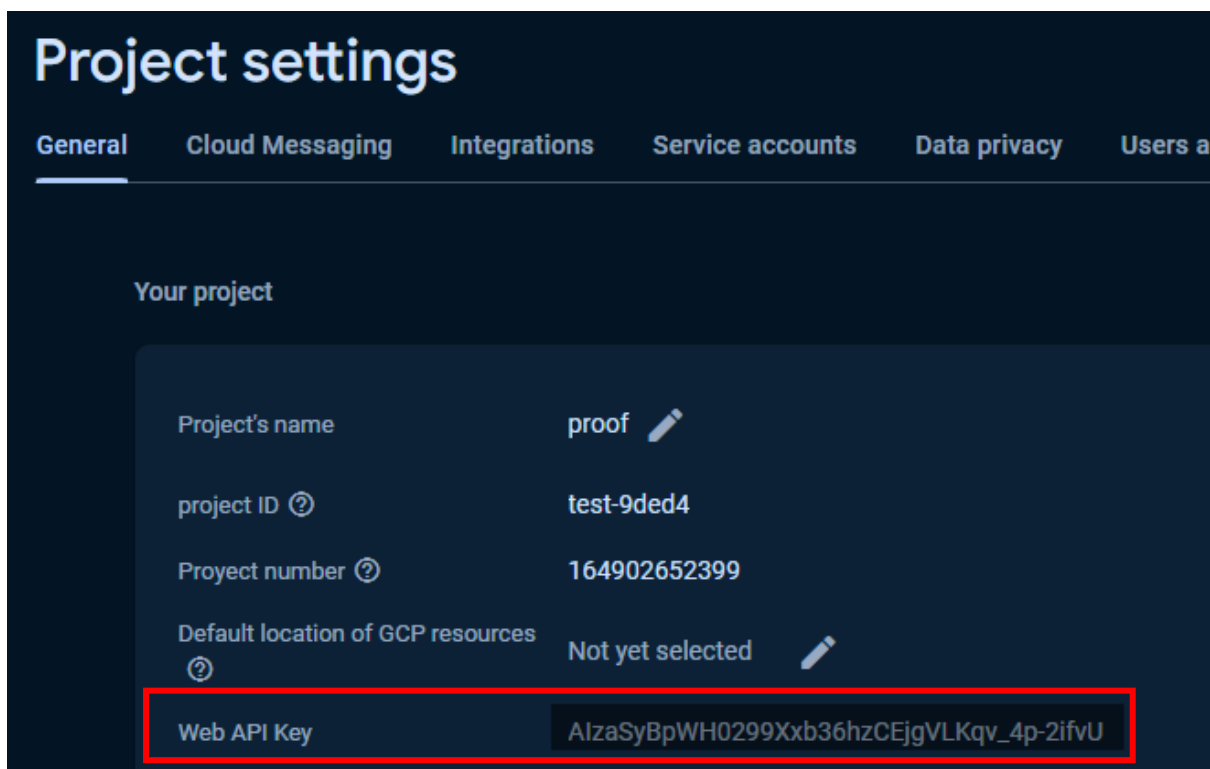 Project settings
General Cloud Messaging Integrations Service accounts Data privacy Users a
Your project
Project's name proof
project ID test-9ded4
Proyect number 164902652399
Default location of GCP resources Not yet selected
Web API Key AIzaSyBpWH0299Xxb36hzCEjgVLKqv_4p-2ifvU